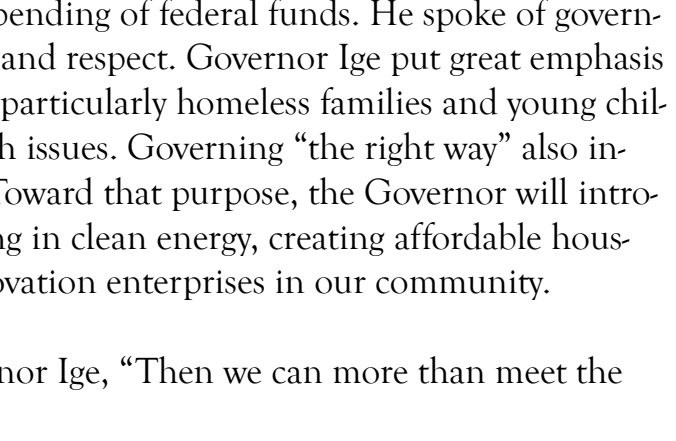 pending of federal funds. He spoke of govern-
and respect. Governor Ige put great emphasis
particularly homeless families and young chil-
h issues. Governing “the right way” also in-
Toward that purpose, the Governor will intro-
ng in clean energy, creating affordable hous-
ovation enterprises in our community.
nor Ige, “Then we can more than meet the